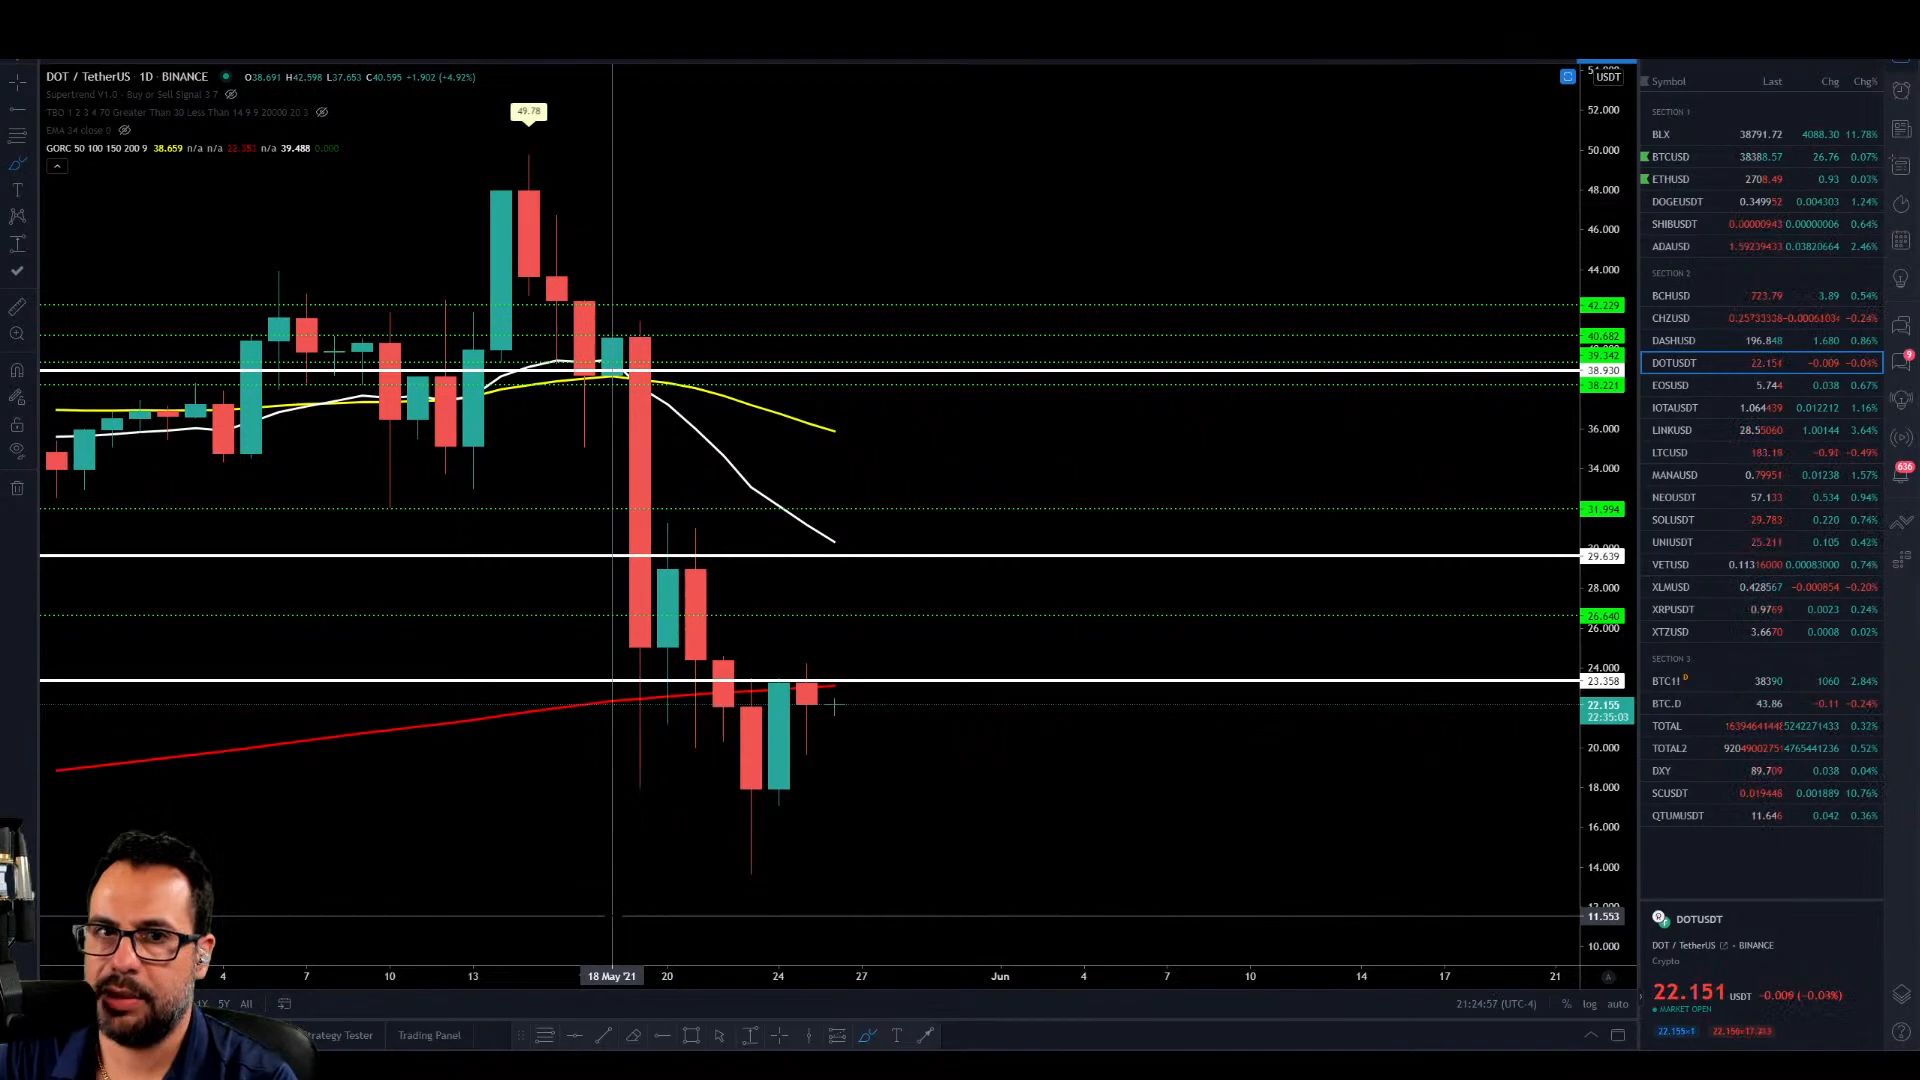 DOT / TetherUS · 1D · BINANCE O38.691 H42.598 L37.653 C40.595 +1.902 (+4.92%)
Supertrend V1.0 - Buy or Sell Signal 3 7
TBO 1 2 3 4 70 Greater Than 30 Less Than 14 9 9 20000 20 3
EMA 34 close 0
GORC 50 100 150 200 9 38.659 n/a n/a 22.353 n/a 39.488 0.000
49.78
USDT
52.000
50.000
48.000
46.000
44.000
42.229
40.682
39.342
38.930
38.221
36.000
34.000
31.994
29.639
28.000
26.640
26.000
24.000
23.358
22.155
22:35:03
20.000
18.000
16.000
14.000
11.553
10.000
4 7 10 13 18 May '21 20 24 27 Jun 4 7 10 14 17 21
1Y 5Y All
21:24:57 (UTC-4) % log auto
Strategy Tester Trading Panel
Symbol Last Chg Chg%
SECTION 1
BLX 38791.72 4088.30 11.78%
BTCUSD 38388.57 26.76 0.07%
ETHUSD 2708.49 0.93 0.03%
DOGEUSDT 0.349952 0.004303 1.24%
SHIBUSDT 0.00000943 0.00000006 0.64%
ADAUSD 1.59239433 0.03820664 2.46%
SECTION 2
BCHUSD 723.79 3.89 0.54%
CHZUSD 0.25733338 -0.00061034 -0.24%
DASHUSD 196.848 1.680 0.86%
DOTUSDT 22.151 -0.009 -0.04%
EOSUSD 5.744 0.038 0.67%
IOTAUSDT 1.064439 0.012212 1.16%
LINKUSD 28.55060 1.00144 3.64%
LTCUSD 183.19 -0.91 -0.49%
MANAUSD 0.79951 0.01238 1.57%
NEOUSDT 57.133 0.534 0.94%
SOLUSDT 29.783 0.220 0.74%
UNIUSDT 25.211 0.105 0.42%
VETUSD 0.11316000 0.00083000 0.74%
XLMUSD 0.428567 -0.000854 -0.20%
XRPUSDT 0.9769 0.0023 0.24%
XTZUSD 3.6670 0.0008 0.02%
SECTION 3
BTC1! D 38390 1060 2.84%
BTC.D 43.86 -0.11 -0.24%
TOTAL 5242271433 0.32%
TOTAL2 4765441236 0.52%
DXY 89.709 0.038 0.04%
SCUSDT 0.019448 0.001889 10.76%
QTUMUSDT 11.646 0.042 0.36%
9
636
DOTUSDT
DOT / TetherUS · BINANCE
Crypto
22.151 USDT -0.009 (-0.03%)
MARKET OPEN
22.155×1 22.156×17.213